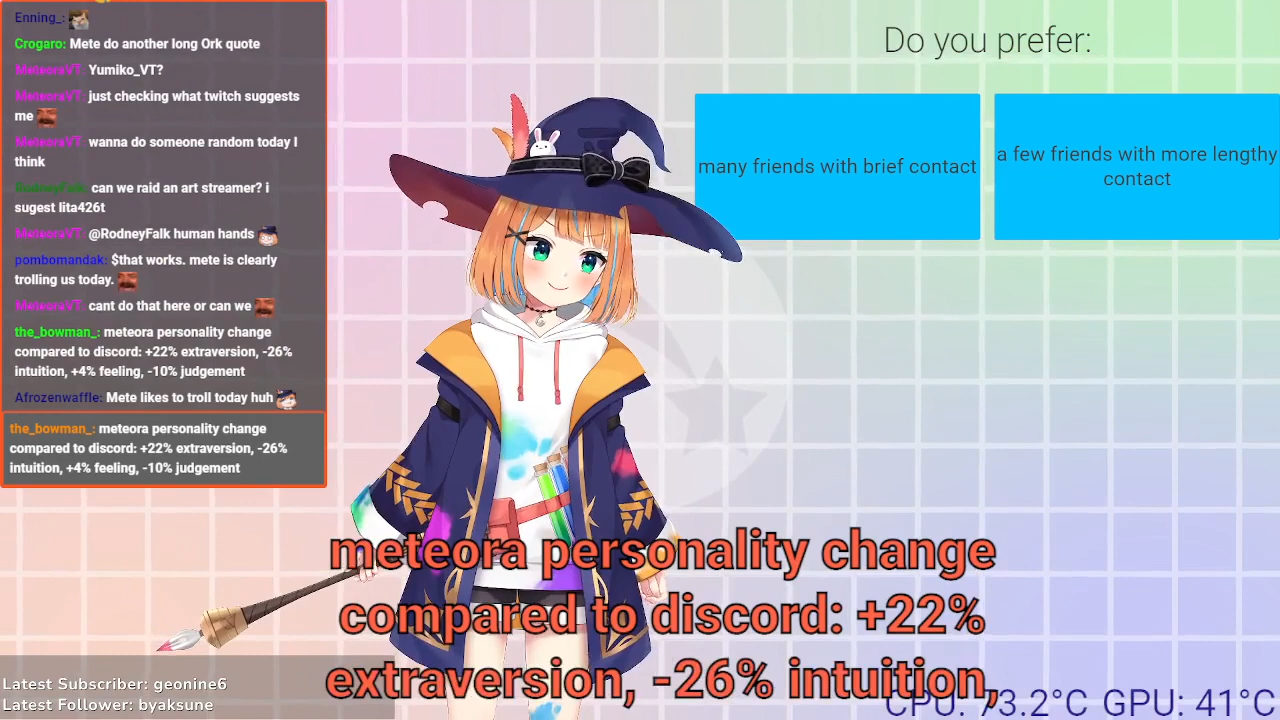 Enning_:
Crogaro: Mete do another long Ork quote
MeteoraVT: Yumiko_VT?
MeteoraVT: just checking what twitch suggests
me
MeteoraVT: wanna do someone random today I
think
RodneyFalk: can we raid an art streamer? i
sugest lita426t
MeteoraVT: @RodneyFalk human hands
pombomandak: $that works. mete is clearly
trolling us today.
MeteoraVT: cant do that here or can we
the_bowman_: meteora personality change
compared to discord: +22% extraversion, -26%
intuition, +4% feeling, -10% judgement
Afrozenwaffle: Mete likes to troll today huh
the_bowman_: meteora personality change
compared to discord: +22% extraversion, -26%
intuition, +4% feeling, -10% judgement
Do you prefer:
many friends with brief contact
a few friends with more lengthy
contact
meteora personality change
compared to discord: +22%
extraversion, -26% intuition,
Latest Subscriber: geonine6
Latest Follower: byaksune
CPU: 73.2°C GPU: 41°C